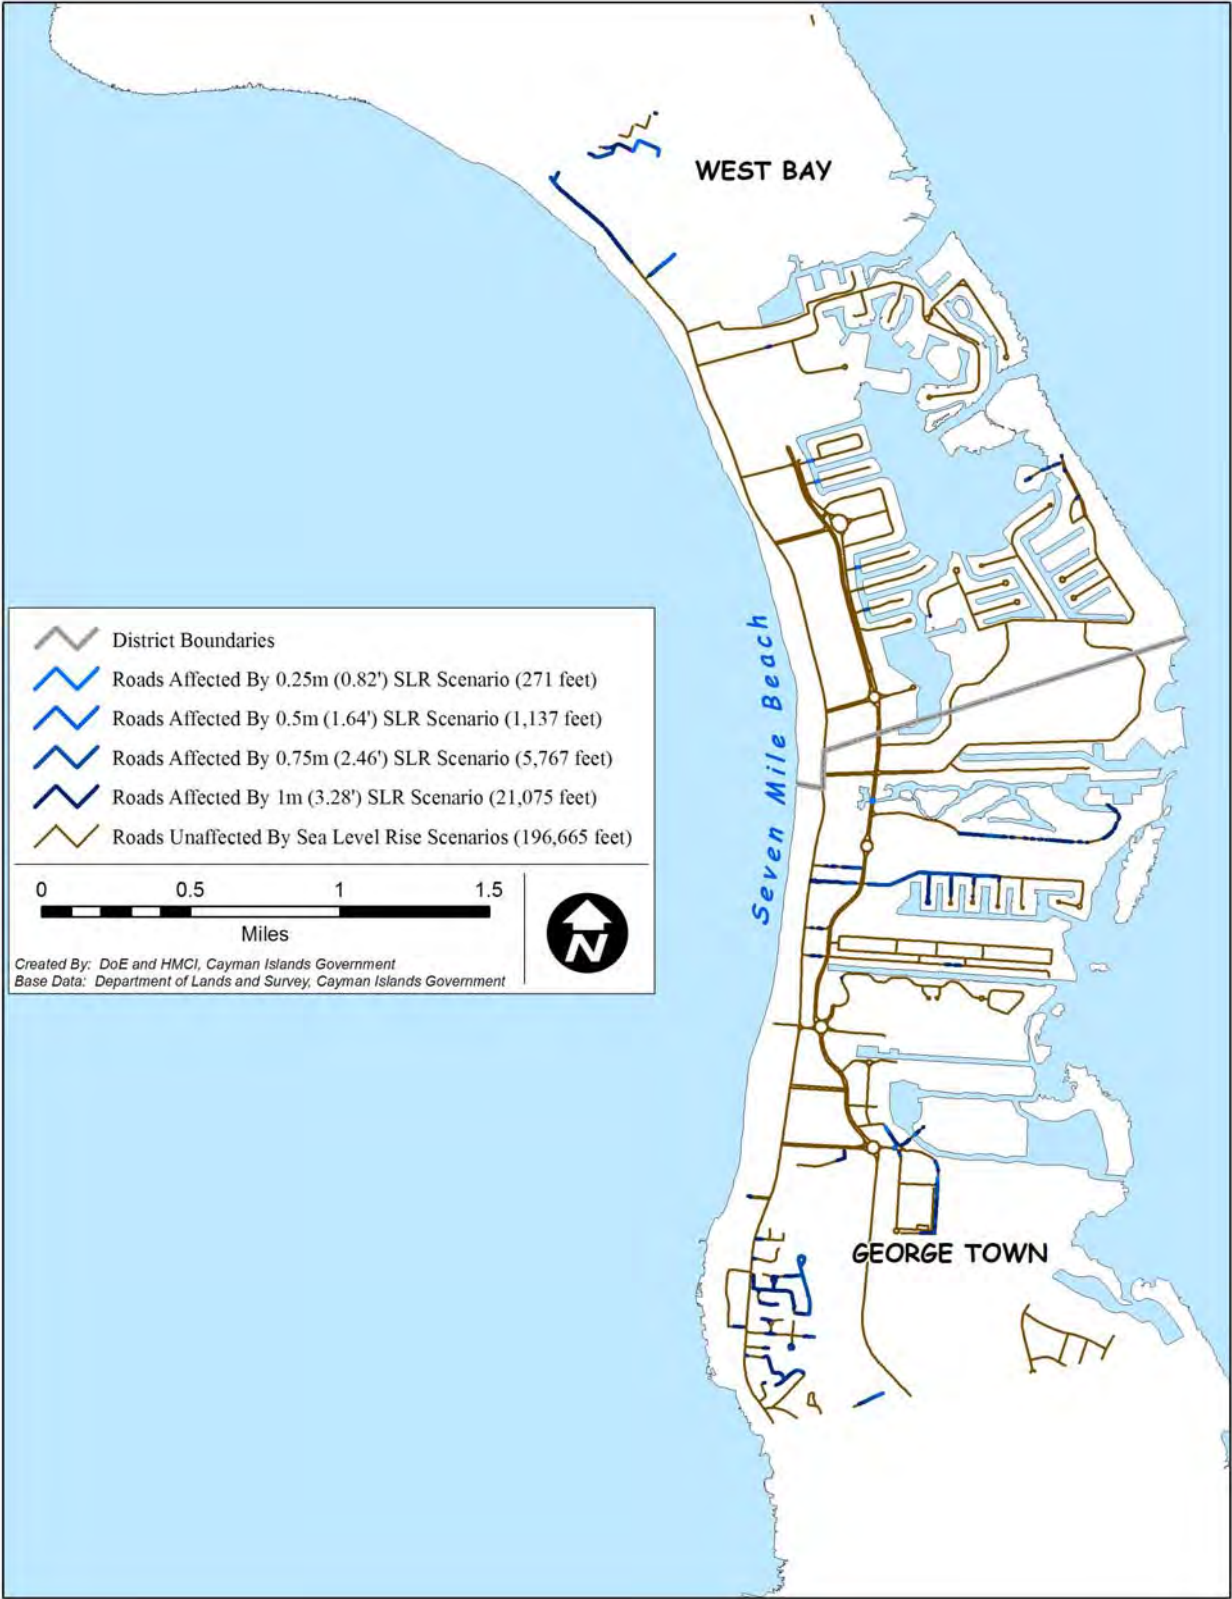 WEST BAY
Seven Mile Beach
District Boundaries
Roads Affected By 0.25m (0.82') SLR Scenario (271 feet)
Roads Affected By 0.5m (1.64') SLR Scenario (1,137 feet)
Roads Affected By 0.75m (2.46') SLR Scenario (5,767 feet)
Roads Affected By 1m (3.28') SLR Scenario (21,075 feet)
Roads Unaffected By Sea Level Rise Scenarios (196,665 feet)
0 0.5 1 1.5
Miles
N
Created By: DoE and HMCI, Cayman Islands Government
Base Data: Department of Lands and Survey, Cayman Islands Government
GEORGE TOWN